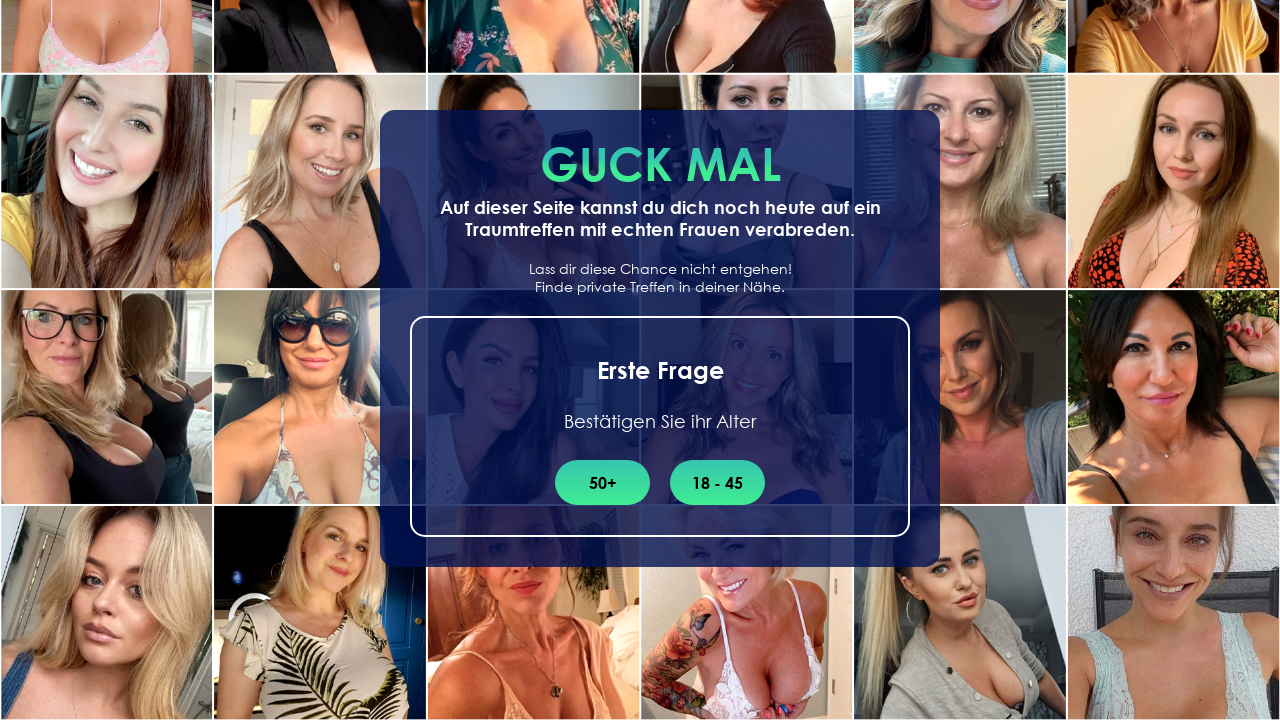 GUCK MAL
Auf dieser Seite kannst du dich noch heute auf ein
Traumtreffen mit echten Frauen verabreden.
Lass dir diese Chance nicht entgehen!
Finde private Treffen in deiner Nähe.
Erste Frage
Bestätigen Sie ihr Alter
50+
18 - 45